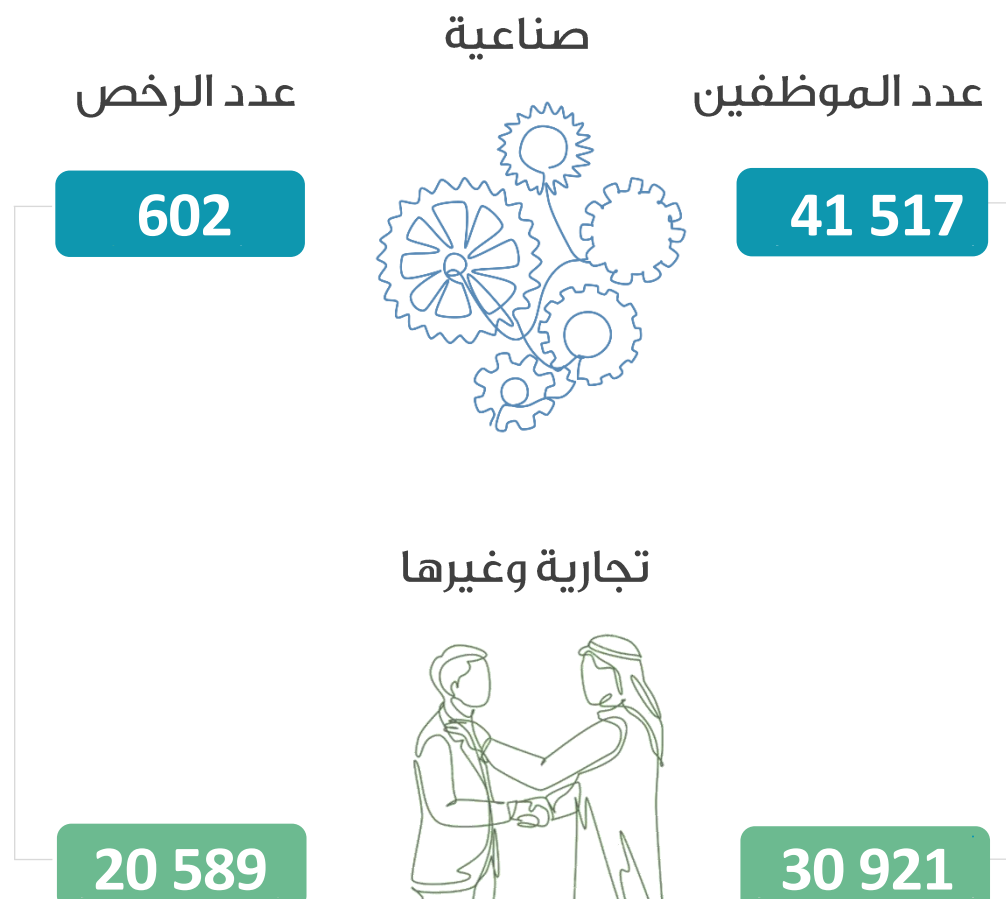 صناعية
عدد الموظفين
عدد الرخص
41 517
602
تجارية وغيرها
30 921
20 589